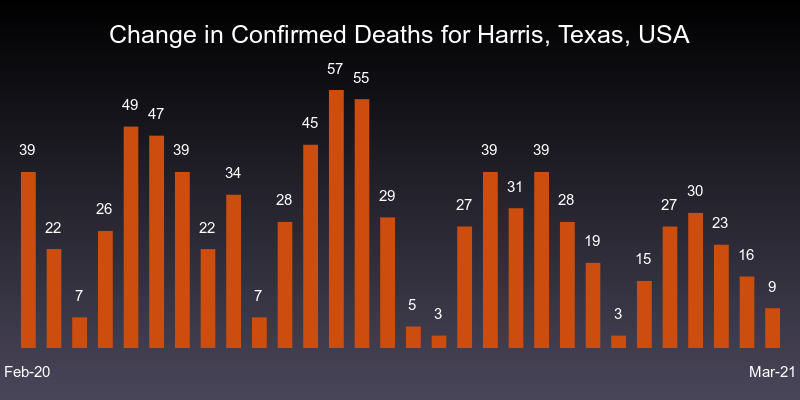 Change in Confirmed Deaths for Harris, Texas, USA
39 22 7 26 49 47 39 22 34 7 28 45 57 55 29 5 3 27 39 31 39 28 19 3 15 27 30 23 16 9
Feb-20 Mar-21